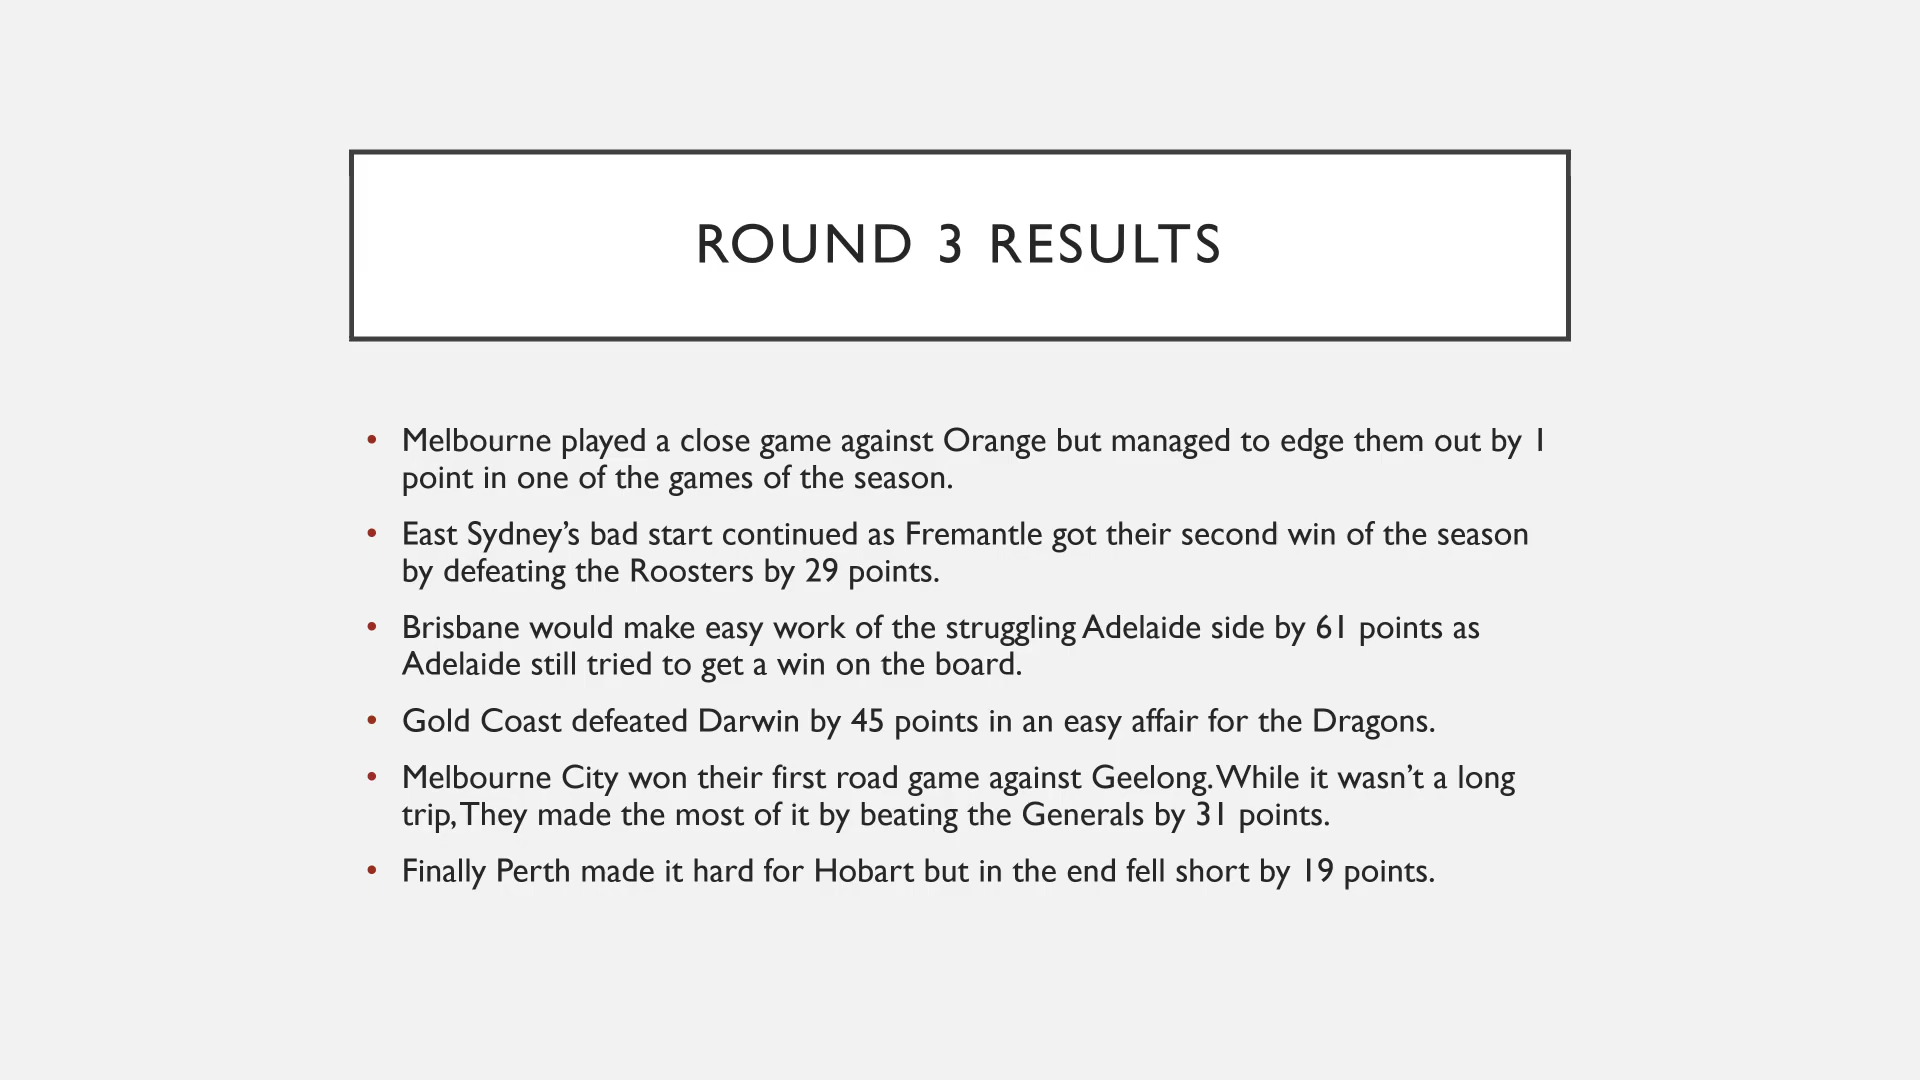 ROUND 3 RESULTS
• Melbourne played a close game against Orange but managed to edge them out by 1
point in one of the games of the season.
• East Sydney’s bad start continued as Fremantle got their second win of the season
by defeating the Roosters by 29 points.
• Brisbane would make easy work of the struggling Adelaide side by 61 points as
Adelaide still tried to get a win on the board.
• Gold Coast defeated Darwin by 45 points in an easy affair for the Dragons.
• Melbourne City won their first road game against Geelong. While it wasn’t a long
trip, They made the most of it by beating the Generals by 31 points.
• Finally Perth made it hard for Hobart but in the end fell short by 19 points.